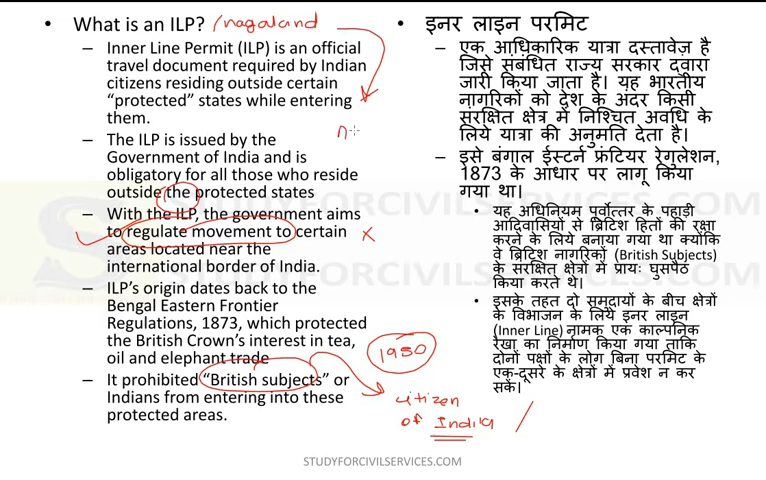 • What is an ILP? /nagaland
– Inner Line Permit (ILP) is an official
travel document required by Indian
citizens residing outside certain
“protected” states while entering
them.
n-
– The ILP is issued by the
Government of India and is
obligatory for all those who reside
outside the protected states
– With the ILP, the government aims
to regulate movement to certain
areas located near the
international border of India.
– ILP’s origin dates back to the
Bengal Eastern Frontier
Regulations, 1873, which protected
the British Crown’s interest in tea,
oil and elephant trade
1950
– It prohibited “British subjects” or
Indians from entering into these
protected areas.
citizen
of India
• इनर लाइन परमिट
– एक आधिकारिक यात्रा दस्तावेज़ है
जिसे संबंधित राज्य सरकार द्वारा
जारी किया जाता है। यह भारतीय
नागरिकों को देश के अंदर किसी
संरक्षित क्षेत्र में निश्चित अवधि के
लिये यात्रा की अनुमति देता है।
– इसे बंगाल ईस्टर्न फ्रंटियर रेगुलेशन,
1873 के आधार पर लागू किया
गया था।
• यह अधिनियम पूर्वोत्तर के पहाड़ी
आदिवासियों से ब्रिटिश हितों की रक्षा
करने के लिये बनाया गया था क्योंकि
वे ब्रिटिश नागरिकों (British Subjects)
के संरक्षित क्षेत्रों में प्रायः घुसपैठ
किया करते थे।
• इसके तहत दो समुदायों के बीच क्षेत्रों
के विभाजन के लिये इनर लाइन
(Inner Line) नामक एक काल्पनिक
रेखा का निर्माण किया गया ताकि
दोनों पक्षों के लोग बिना परमिट के
एक-दूसरे के क्षेत्रों में प्रवेश न कर
सकें।
STUDYFORCIVILSERVICES.COM